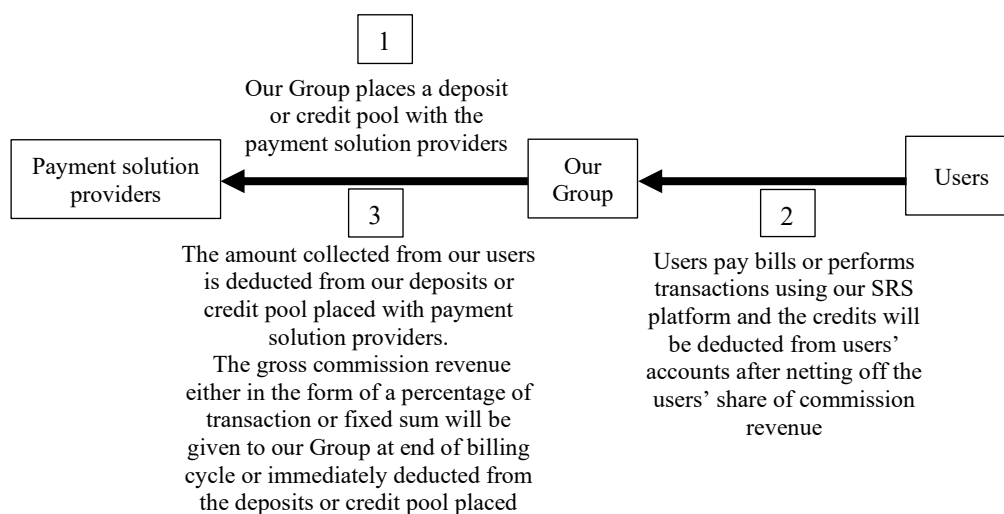 1
Our Group places a deposit
or credit pool with the
payment solution providers
Payment solution
providers
Our
Group
Users
3
The amount collected from our users
is deducted from our deposits or
credit pool placed with payment
solution providers.
The gross commission revenue
either in the form of a percentage of
transaction or fixed sum will be
given to our Group at end of billing
cycle or immediately deducted from
the deposits or credit pool placed
2
Users pay bills or performs
transactions using our SRS
platform and the credits will
be deducted from users’
accounts after netting off the
users’ share of commission
revenue